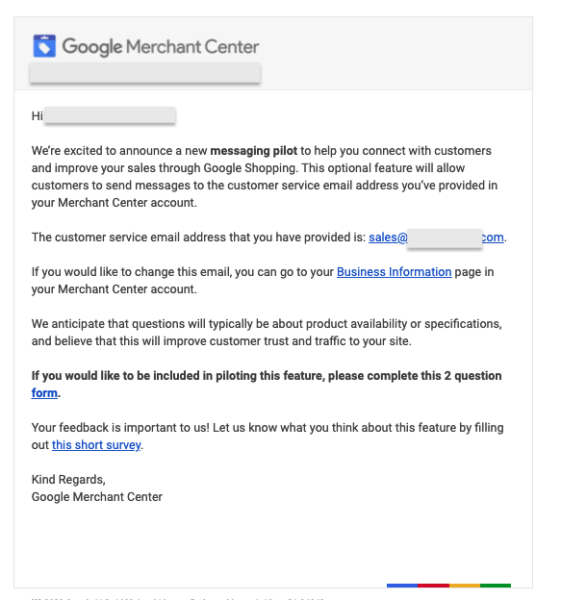 Google Merchant Center
Hi
We're excited to announce a new messaging pilot to help you connect with customers
and improve your sales through Google Shopping. This optional feature will allow
customers to send messages to the customer service email address you've provided in
your Merchant Center account.
The customer service email address that you have provided is: sales@ com.
If you would like to change this email, you can go to your Business Information page in
your Merchant Center account.
We anticipate that questions will typically be about product availability or specifications,
and believe that this will improve customer trust and traffic to your site.
If you would like to be included in piloting this feature, please complete this 2 question
form.
Your feedback is important to us! Let us know what you think about this feature by filling
out this short survey.
Kind Regards,
Google Merchant Center